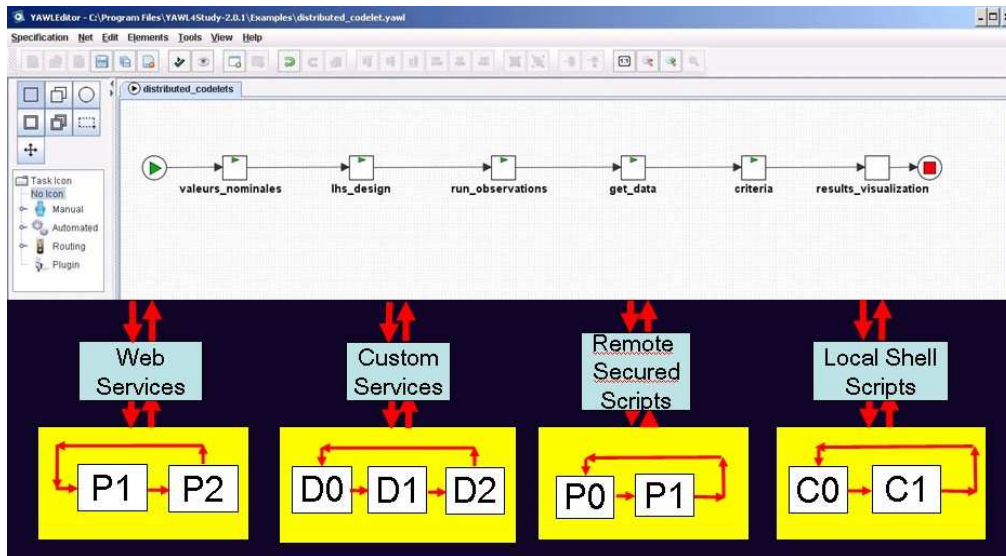 YAWLEditor - C:\Program Files\YAWL4Study-2.0.1\Examples\distributed_codelet.yawl
Specification Net Edit Elements Tools View Help
distributed_codelets
Task Icon
No Icon
Manual
Automated
Routing
Plugin
valeurs_nominales lhs_design run_observations get_data criteria results_visualization
Web
Services
Custom
Services
Remote
Secured
Scripts
Local Shell
Scripts
P1 P2
D0 D1 D2
P0 P1
C0 C1